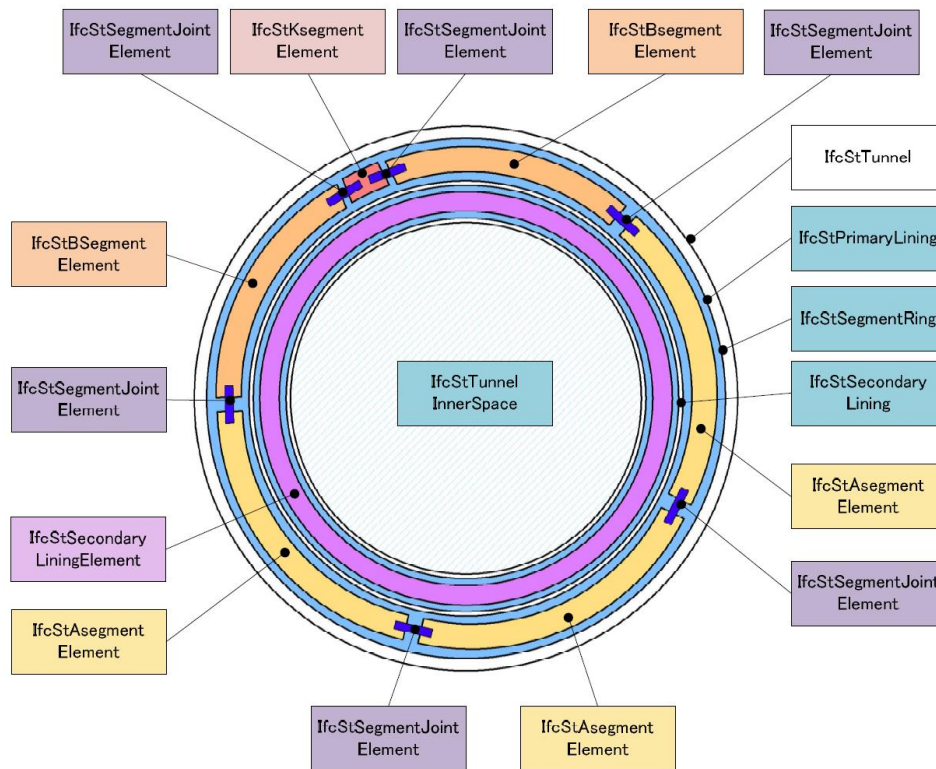 IfcStSegmentJoint
Element
IfcStKsegment
Element
IfcStSegmentJoint
Element
IfcStBsegment
Element
IfcStSegmentJoint
Element
IfcStTunnel
IfcStPrimaryLining
IfcStSegmentRing
IfcStSecondary
Lining
IfcStBSegment
Element
IfcStTunnel
InnerSpace
IfcStSegmentJoint
Element
IfcStAsegment
Element
IfcStSecondary
LiningElement
IfcStSegmentJoint
Element
IfcStAsegment
Element
IfcStSegmentJoint
Element
IfcStAsegment
Element